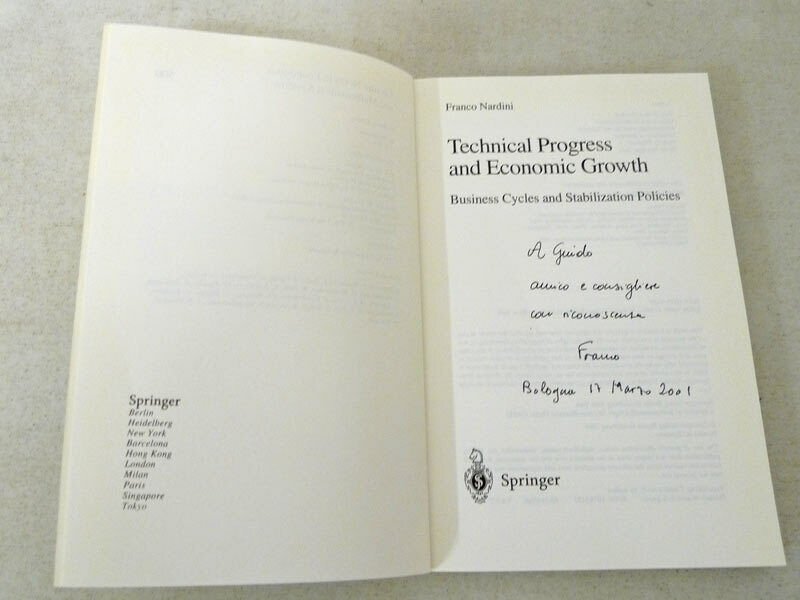 Springer
Berlin
Heidelberg
New York
Barcelona
Hong Kong
London
Milan
Paris
Singapore
Tokyo
Franco Nardini
Technical Progress
and Economic Growth
Business Cycles and Stabilization Policies
A Guido
amico e consigliere
con riconoscenza
Franco
Bologna 17 Marzo 2001
Springer